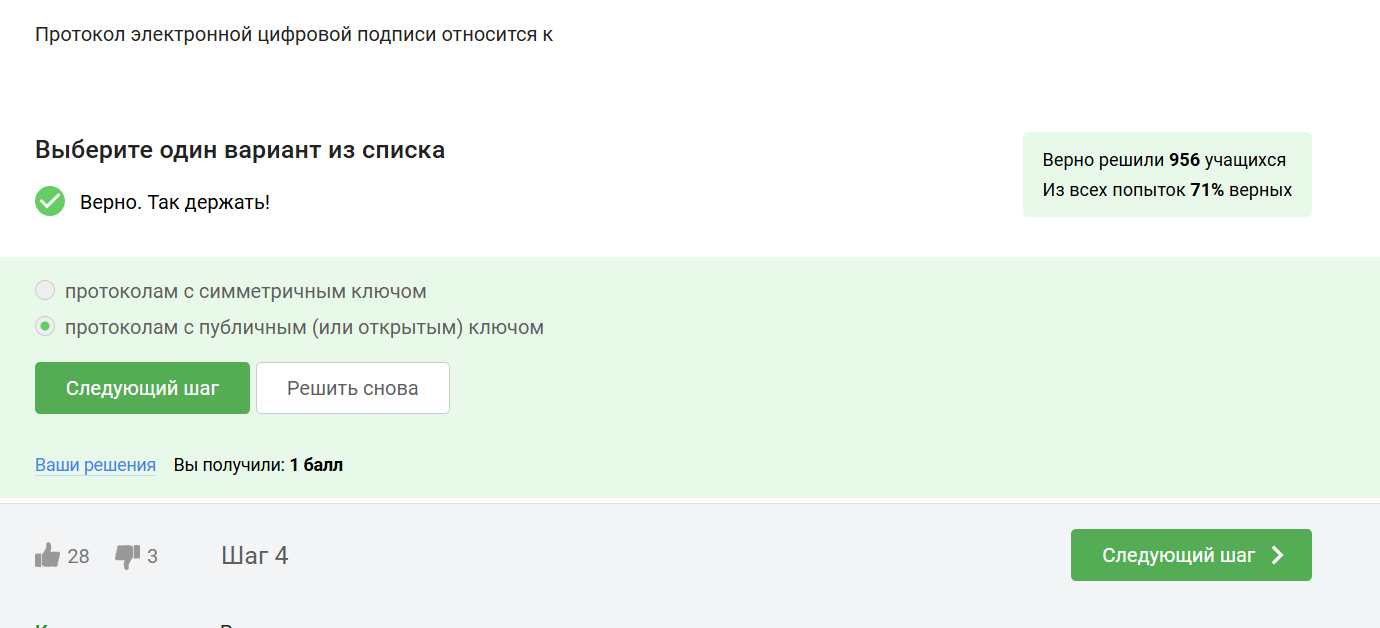 Протокол электронной цифровой подписи относится к
Выберите один вариант из списка
Верно. Так держать!
Верно решили 956 учащихся
Из всех попыток 71% верных
протоколам с симметричным ключом
протоколам с публичным (или открытым) ключом
Следующий шаг
Решить снова
Ваши решения
Вы получили: 1 балл
28
3
Шаг 4
Следующий шаг